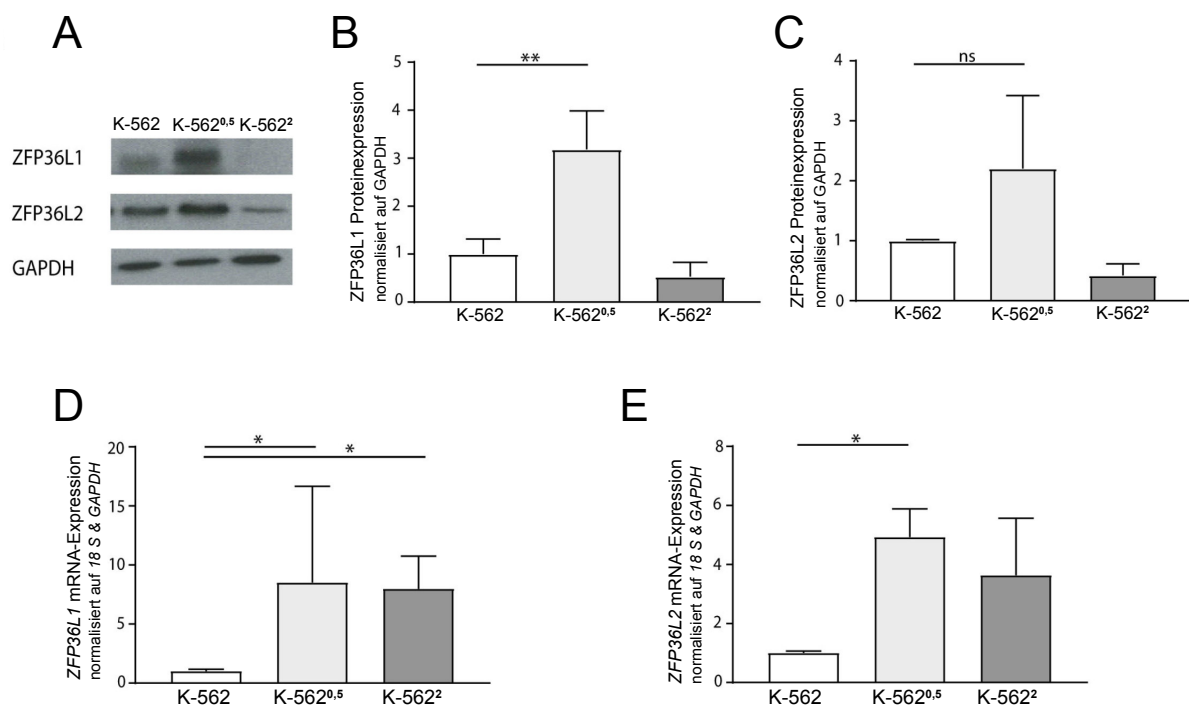 A
K-562 K-562⁰,⁵ K-562²
ZFP36L1
ZFP36L2
GAPDH
B
ZFP36L1 Proteinexpression
normalisiert auf GAPDH
5
4
3
2
1
0
**
K-562 K-562⁰,⁵ K-562²
C
ZFP36L2 Proteinexpression
normalisiert auf GAPDH
4
3
2
1
0
ns
K-562 K-562⁰,⁵ K-562²
D
ZFP36L1 mRNA-Expression
normalisiert auf 18 S & GAPDH
20
15
10
5
0
*
*
K-562 K-562⁰,⁵ K-562²
E
ZFP36L2 mRNA-Expression
normalisiert auf 18 S & GAPDH
8
6
4
2
0
*
K-562 K-562⁰,⁵ K-562²